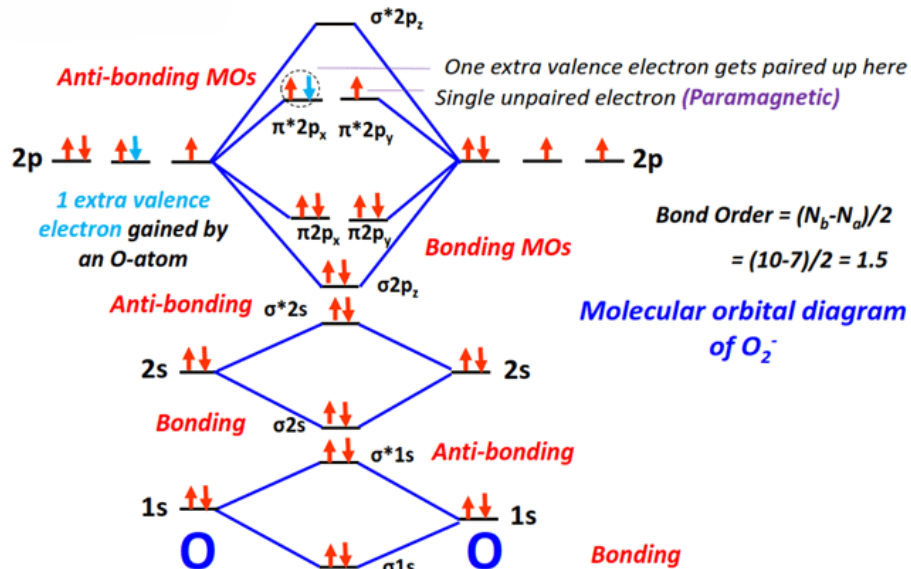 σ*2pz
Anti-bonding MOs
One extra valence electron gets paired up here
Single unpaired electron (Paramagnetic)
π*2px π*2py
2p
2p
1 extra valence
electron gained by
an O-atom
π2px π2py
Bond Order = (Nb-Na)/2
= (10-7)/2 = 1.5
Bonding MOs
σ2pz
Anti-bonding
σ*2s
Molecular orbital diagram
of O2-
2s
2s
Bonding
σ2s
σ*1s
Anti-bonding
1s
1s
O
O
σ1s
Bonding